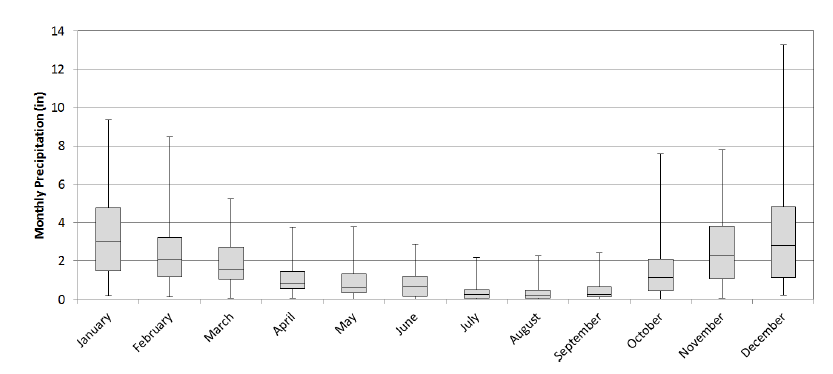 Monthly Precipitation (in)
14
12
10
8
6
4
2
0
January
February
March
April
May
June
July
August
September
October
November
December